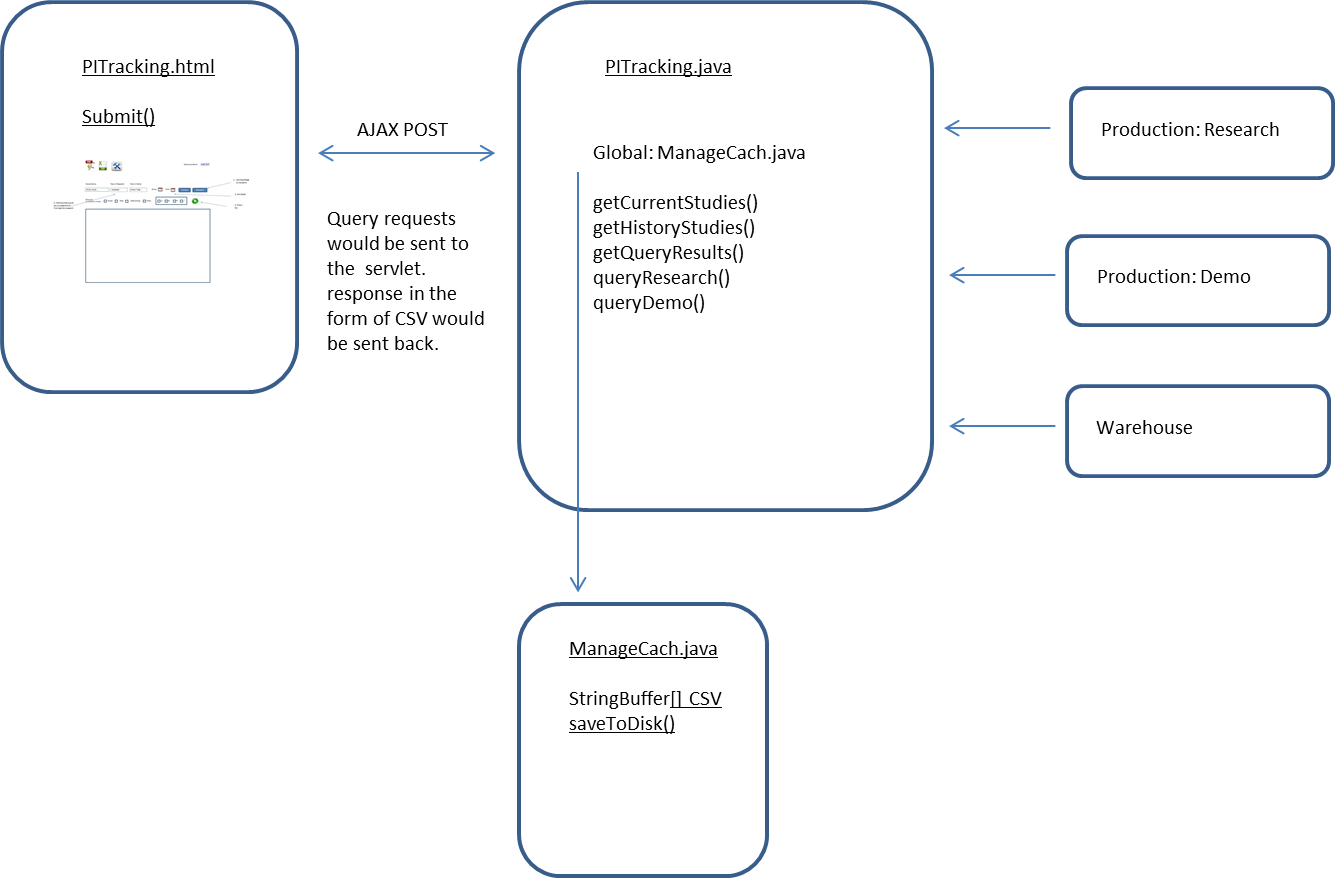 PITracking.html
Submit()
AJAX POST
Query requests
would be sent to
the servlet.
response in the
form of CSV would
be sent back.
PITracking.java
Global: ManageCach.java
getCurrentStudies()
getHistoryStudies()
getQueryResults()
queryResearch()
queryDemo()
Production: Research
Production: Demo
Warehouse
ManageCach.java
StringBuffer[] CSV
saveToDisk()